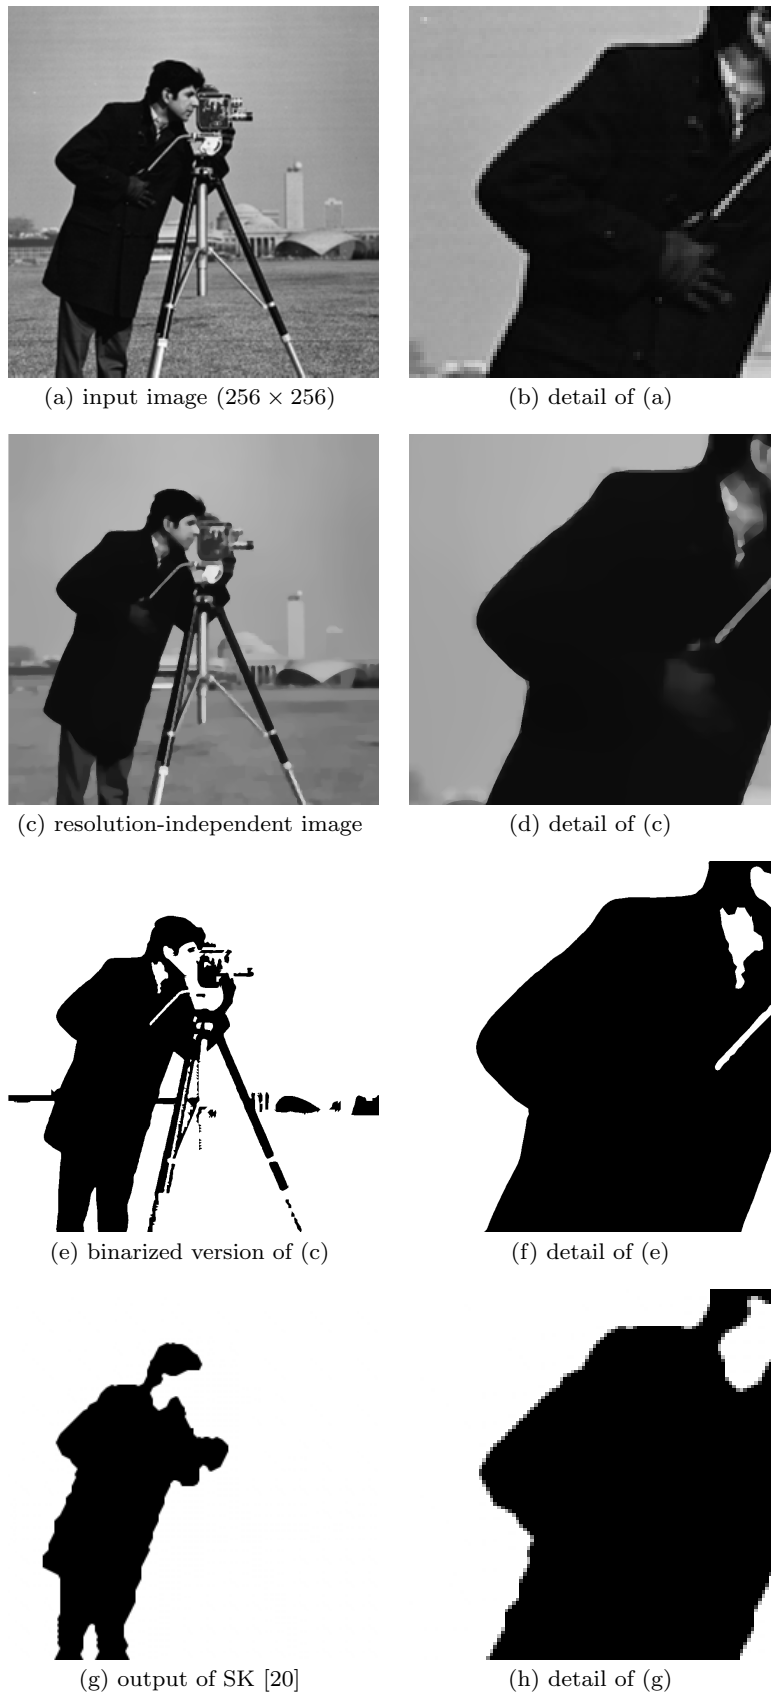 (a) input image (256 × 256)
(b) detail of (a)
(c) resolution-independent image
(d) detail of (c)
(e) binarized version of (c)
(f) detail of (e)
(g) output of SK [20]
(h) detail of (g)